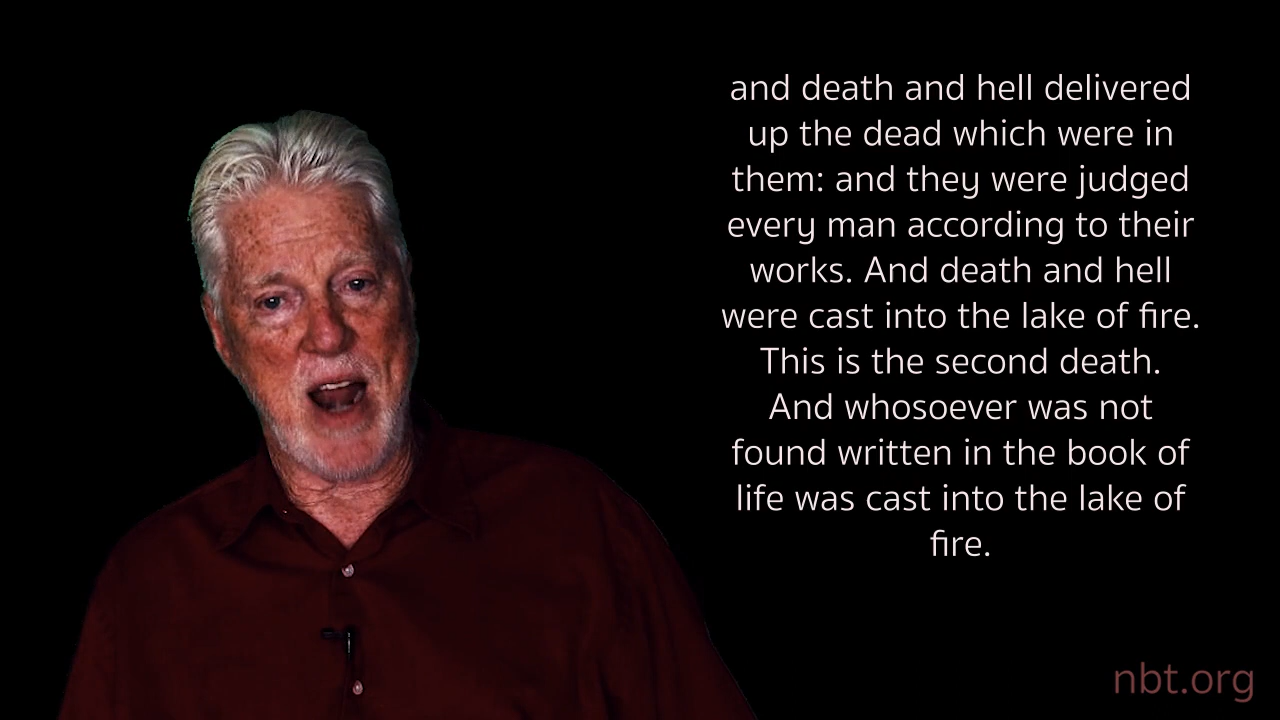 and death and hell delivered
up the dead which were in
them: and they were judged
every man according to their
works. And death and hell
were cast into the lake of fire.
This is the second death.
And whosoever was not
found written in the book of
life was cast into the lake of
fire.
nbt.org